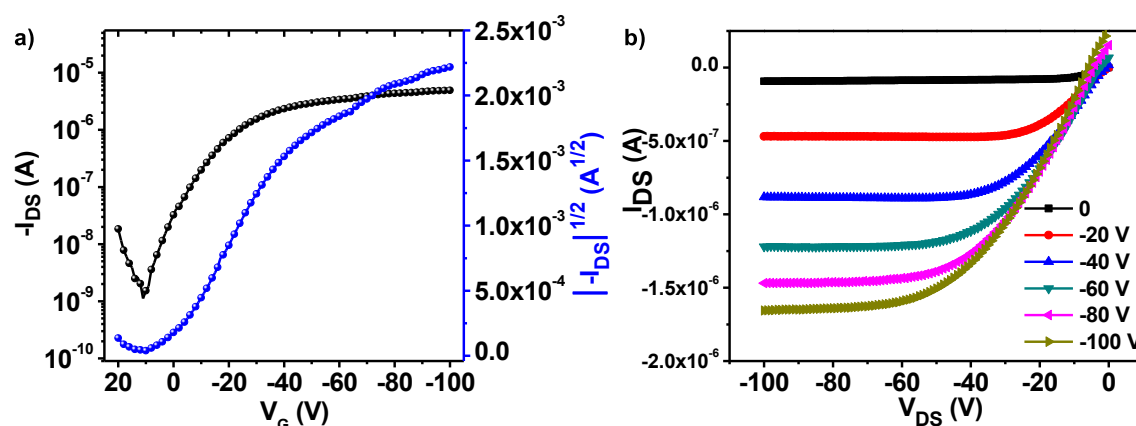 a)
-I_DS (A)
10^-5
10^-6
10^-7
10^-8
10^-9
10^-10
20 0 -20 -40 -60 -80 -100
V_G (V)
2.5x10^-3
2.0x10^-3
1.5x10^-3
1.0x10^-3
5.0x10^-4
0.0
|-I_DS|^1/2 (A^1/2)
b)
I_DS (A)
0.0
-5.0x10^-7
-1.0x10^-6
-1.5x10^-6
-2.0x10^-6
-100 -80 -60 -40 -20 0
V_DS (V)
0
-20 V
-40 V
-60 V
-80 V
-100 V